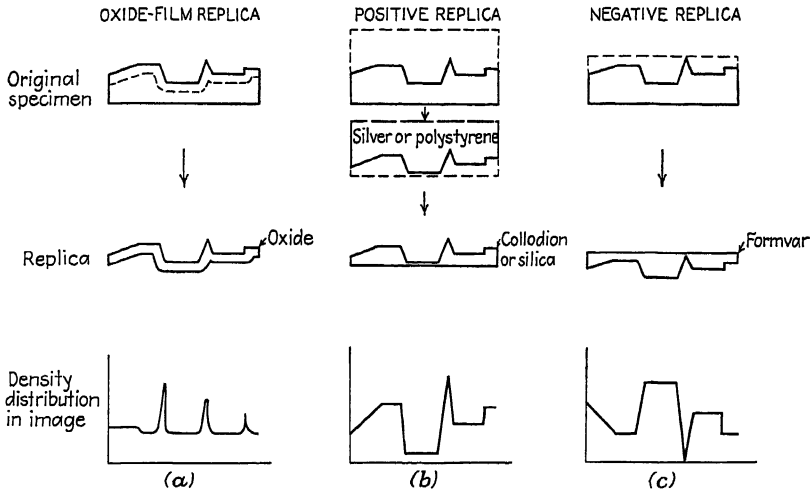 OXIDE-FILM REPLICA
POSITIVE REPLICA
NEGATIVE REPLICA
Original
specimen
Silver or polystyrene
Replica
Oxide
Collodion
or silica
Formvar
Density
distribution
in image
(a)
(b)
(c)